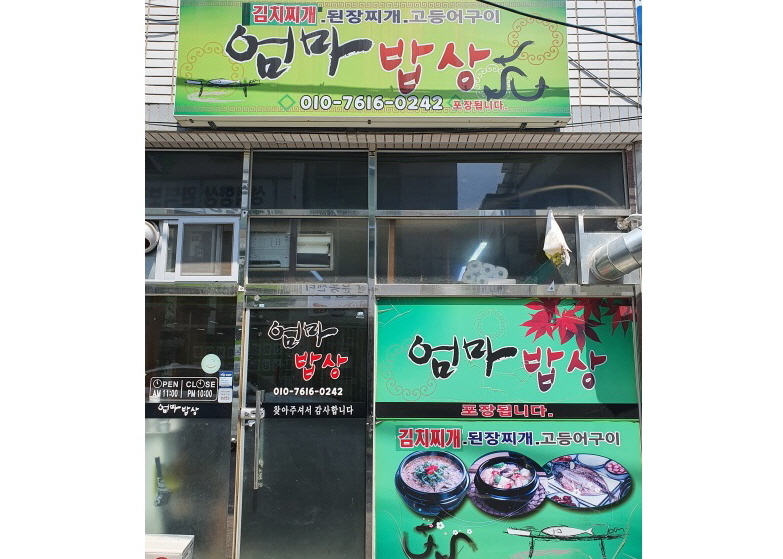 김치찌개.된장찌개.고등어구이
엄마 밥상
010-7616-0242 포장됩니다.
엄마
밥상
010-7616-0242
찾아주셔서 감사합니다
OPEN CLOSE
AM 11:00 PM 10:00
엄마밥상
엄마 밥상
포장됩니다.
김치찌개.된장찌개.고등어구이